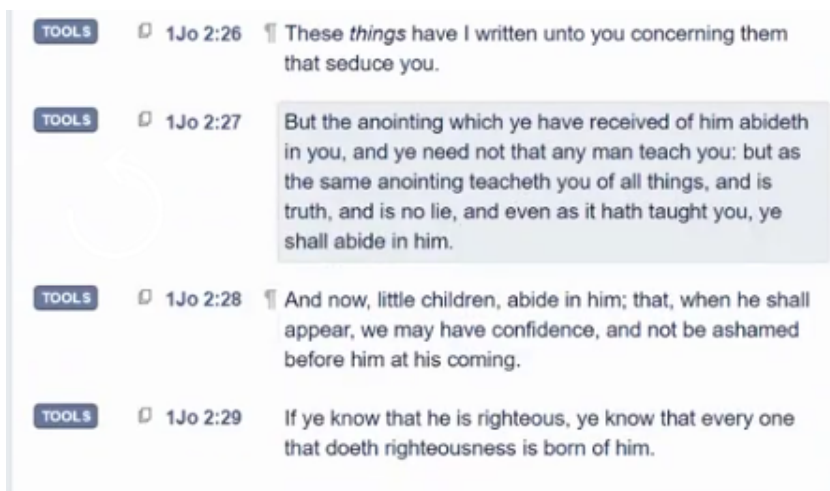 TOOLS 1Jo 2:26 ¶ These things have I written unto you concerning them
that seduce you.
TOOLS 1Jo 2:27 But the anointing which ye have received of him abideth
in you, and ye need not that any man teach you: but as
the same anointing teacheth you of all things, and is
truth, and is no lie, and even as it hath taught you, ye
shall abide in him.
TOOLS 1Jo 2:28 ¶ And now, little children, abide in him; that, when he shall
appear, we may have confidence, and not be ashamed
before him at his coming.
TOOLS 1Jo 2:29 If ye know that he is righteous, ye know that every one
that doeth righteousness is born of him.